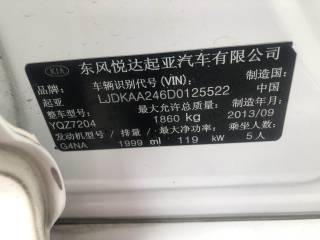 KIA 东风悦达起亚汽车有限公司
品牌: 车辆识别代号(VIN): 制造国:
起亚 LJDKAA246D0125522 中国
整车型号: 最大允许总质量: 制造年月:
YQZ7204 1860 kg 2013/09
发动机型号/排量/最大净功率: 乘坐人数:
G4NA 1999 ml 119 kW 5人